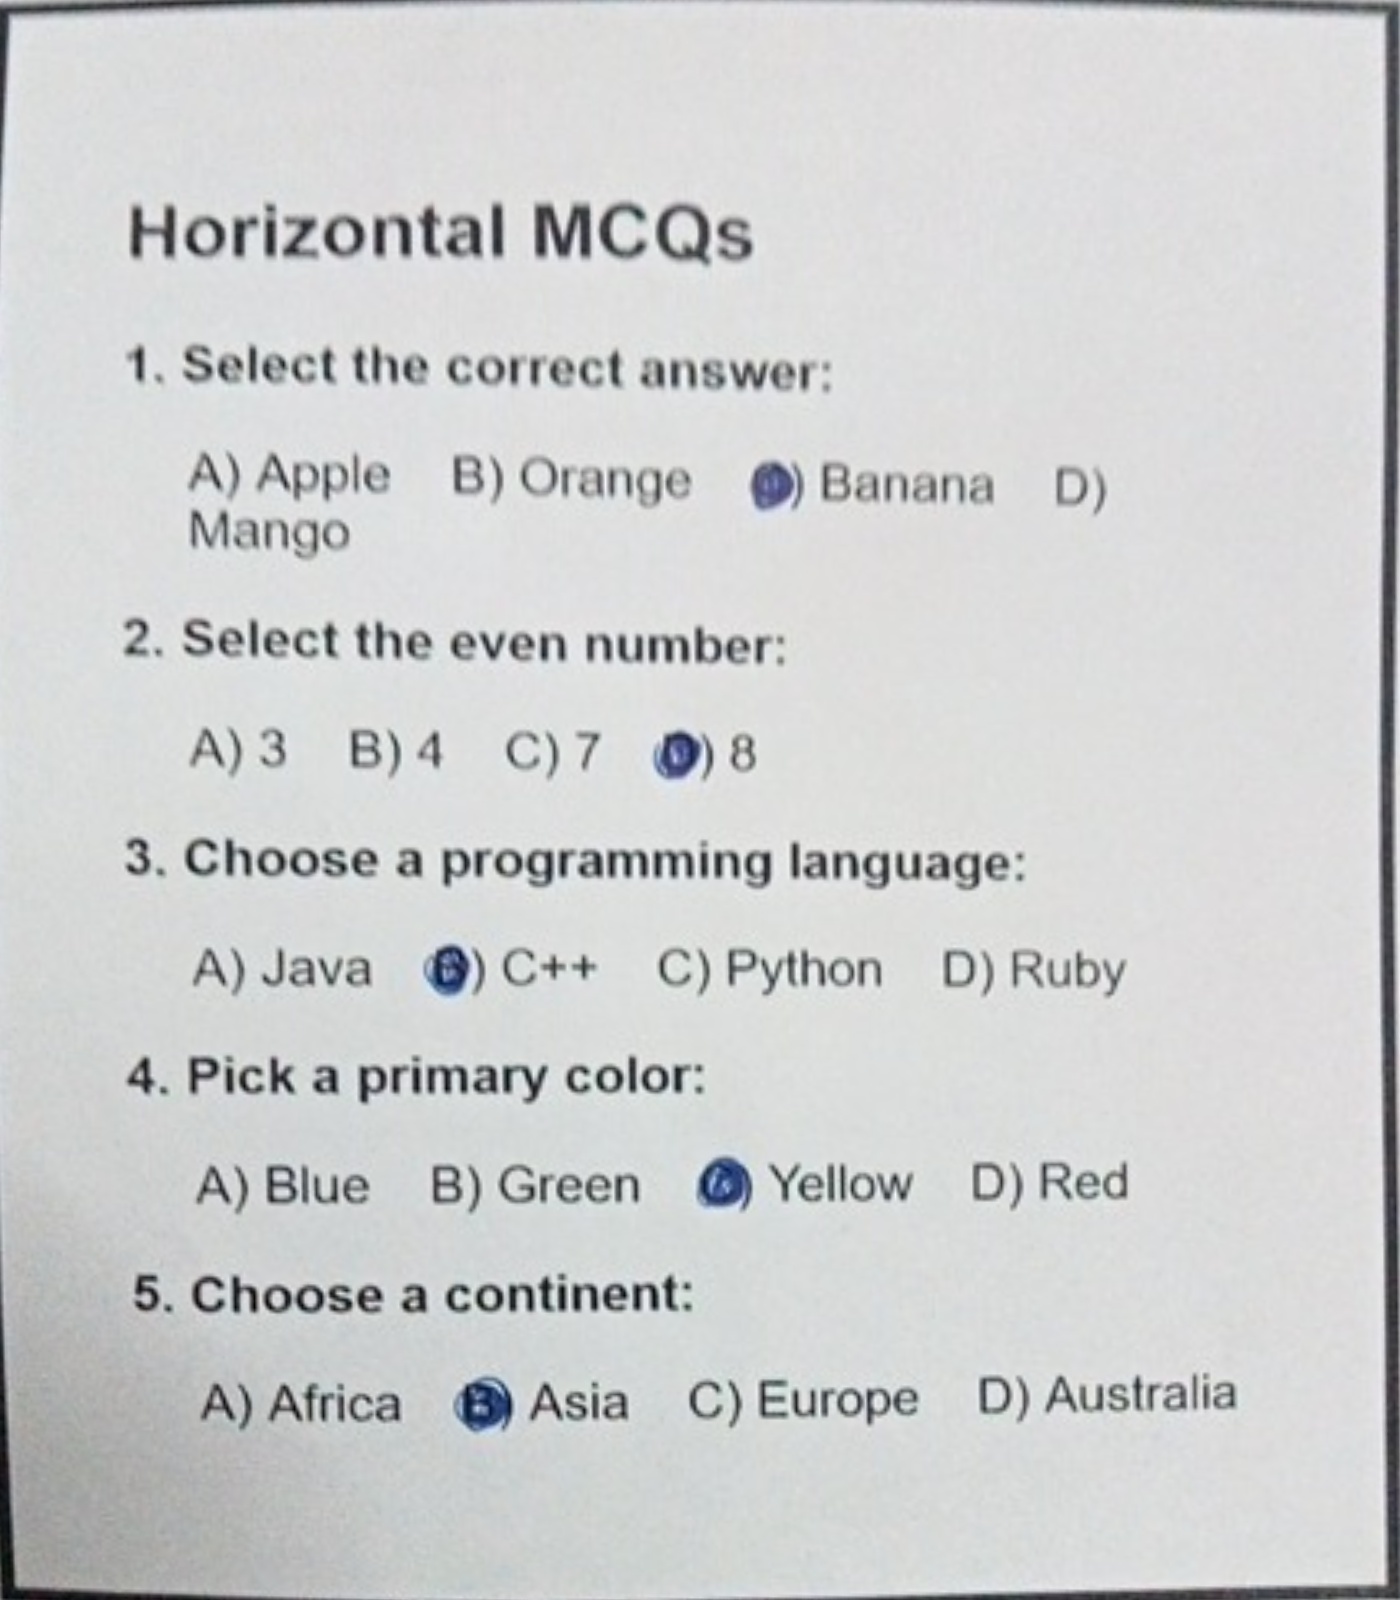 Horizontal MCQs
1. Select the correct answer:
A) Apple B) Orange ) Banana D)
Mango
2. Select the even number:
A) 3 B) 4 C) 7 D) 8
3. Choose a programming language:
A) Java B) C++ C) Python D) Ruby
4. Pick a primary color:
A) Blue B) Green ) Yellow D) Red
5. Choose a continent:
A) Africa B) Asia C) Europe D) Australia